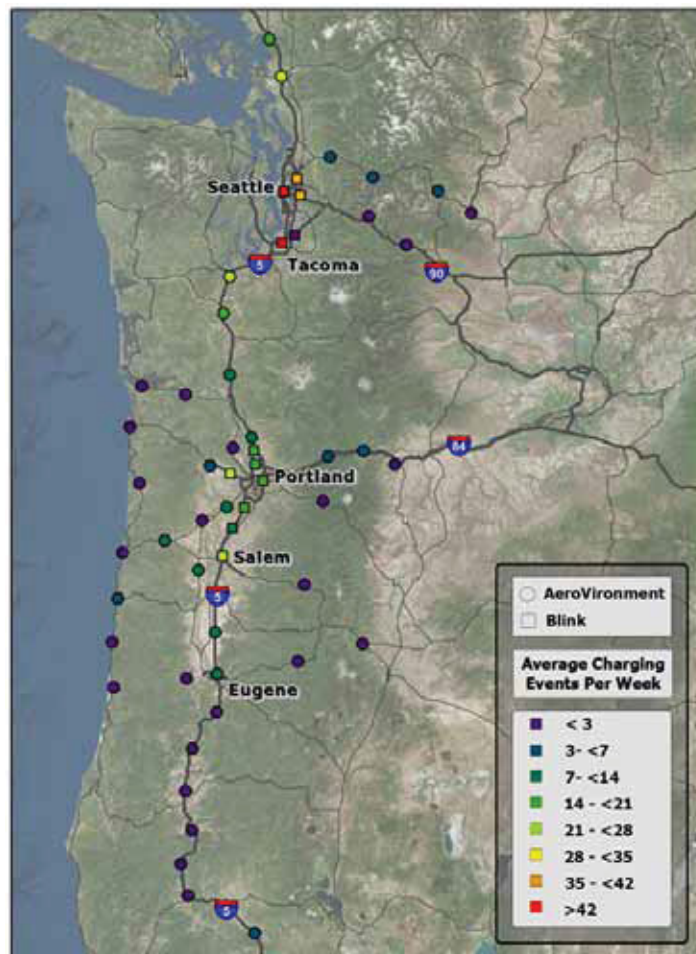 Seattle
5
Tacoma
90
84
Portland
Salem
5
AeroVironment
Blink
Eugene
Average Charging
Events Per Week
< 3
3- <7
7- <14
14 - <21
21 - <28
28 - <35
35 - <42
>42
5